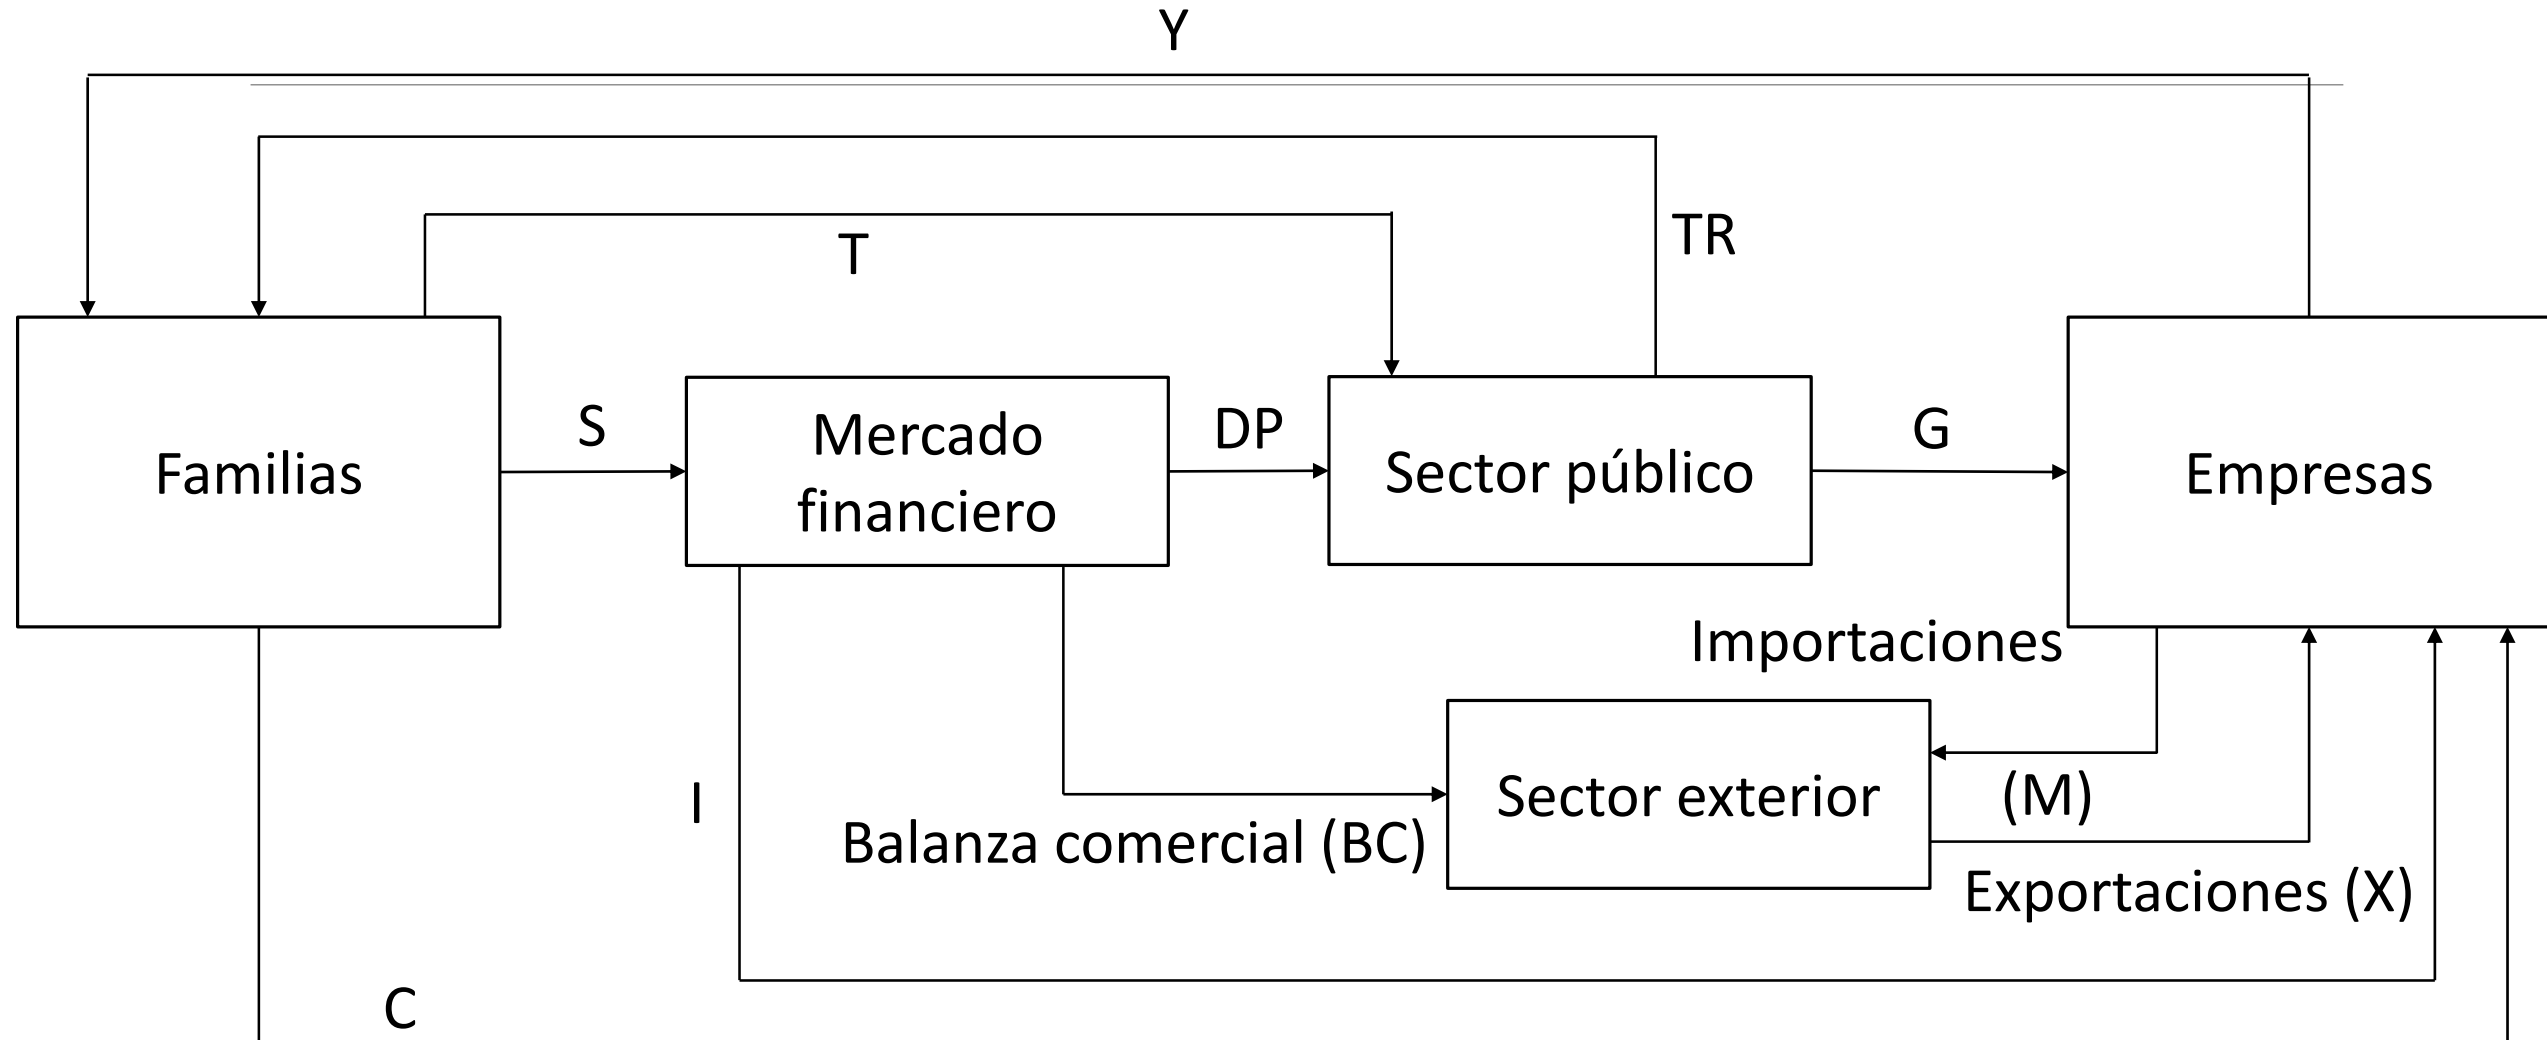 Y
TR
T
Familias
S
Mercado
financiero
DP
Sector público
G
Empresas
Importaciones
I
Balanza comercial (BC)
Sector exterior
(M)
Exportaciones (X)
C